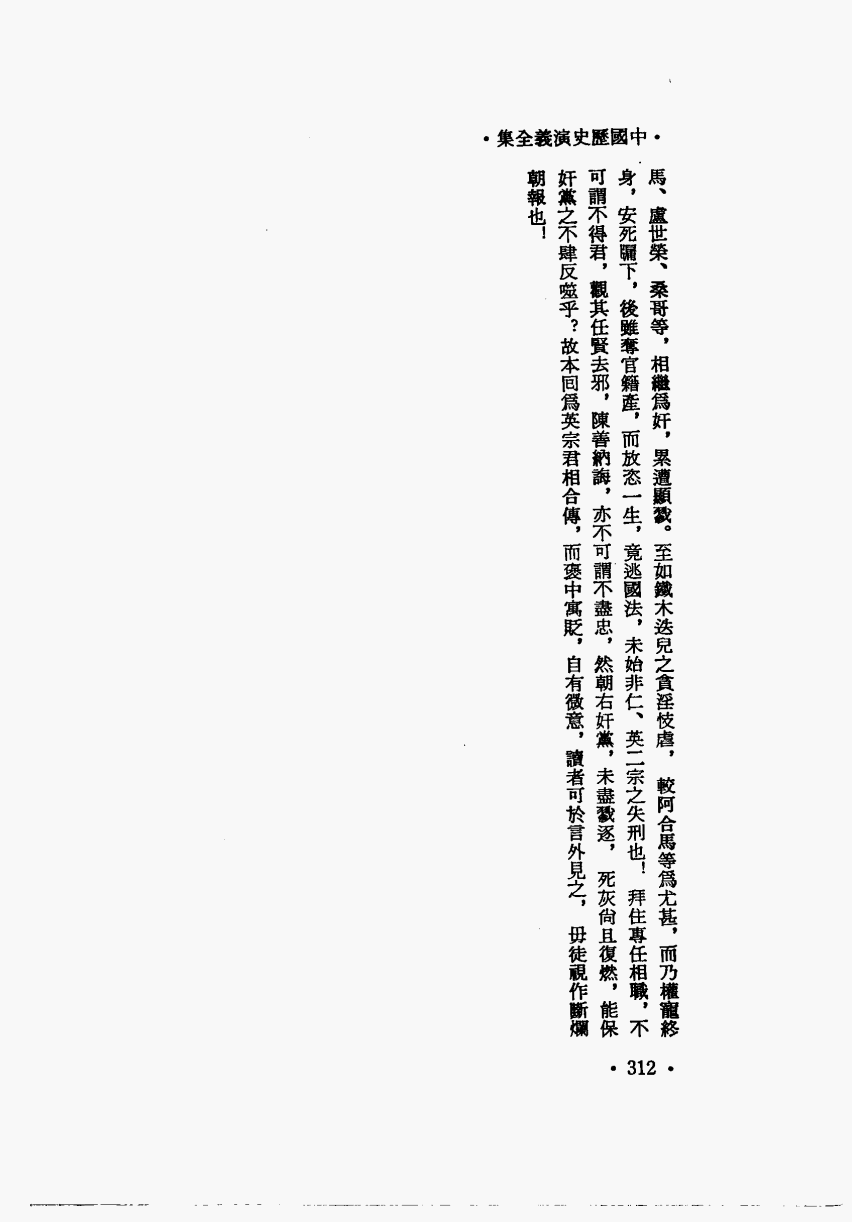 •中國歷史演義全集•
馬、盧世榮、桑哥等，相繼爲奸，累遭顯戮。至如鐵木迭兒之貪淫忮虐，較阿合馬等爲尤甚，而乃權寵終
身，安死牖下，後雖奪官籍產，而放恣一生，竟逃國法，未始非仁、英二宗之失刑也！拜住專任相職，不
可謂不得君，觀其任賢去邪，陳善納誨，亦不可謂不盡忠，然朝右奸黨，未盡戮逐，死灰尙且復燃，能保
奸黨之不肆反噬乎？故本回爲英宗君相合傳，而褒中寓貶，自有微意，讀者可於言外見之，毋徒視作斷爛
朝報也！
• 312 •